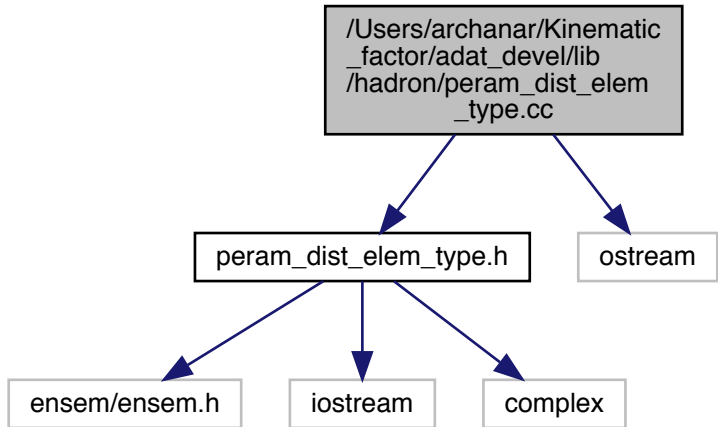 /Users/archanar/Kinematic
_factor/adat_devel/lib
/hadron/peram_dist_elem
_type.cc
peram_dist_elem_type.h
ostream
ensem/ensem.h
iostream
complex